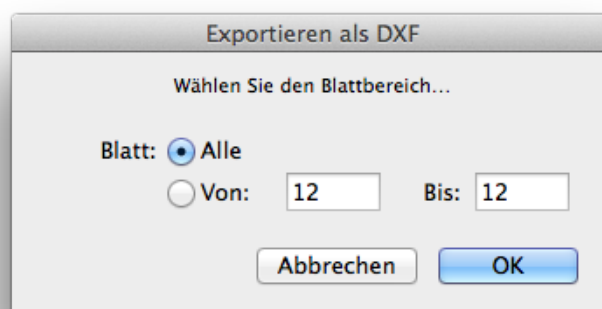 Exportieren als DXF
Wählen Sie den Blattbereich...
Blatt: Alle
Von: 12 Bis: 12
Abbrechen OK